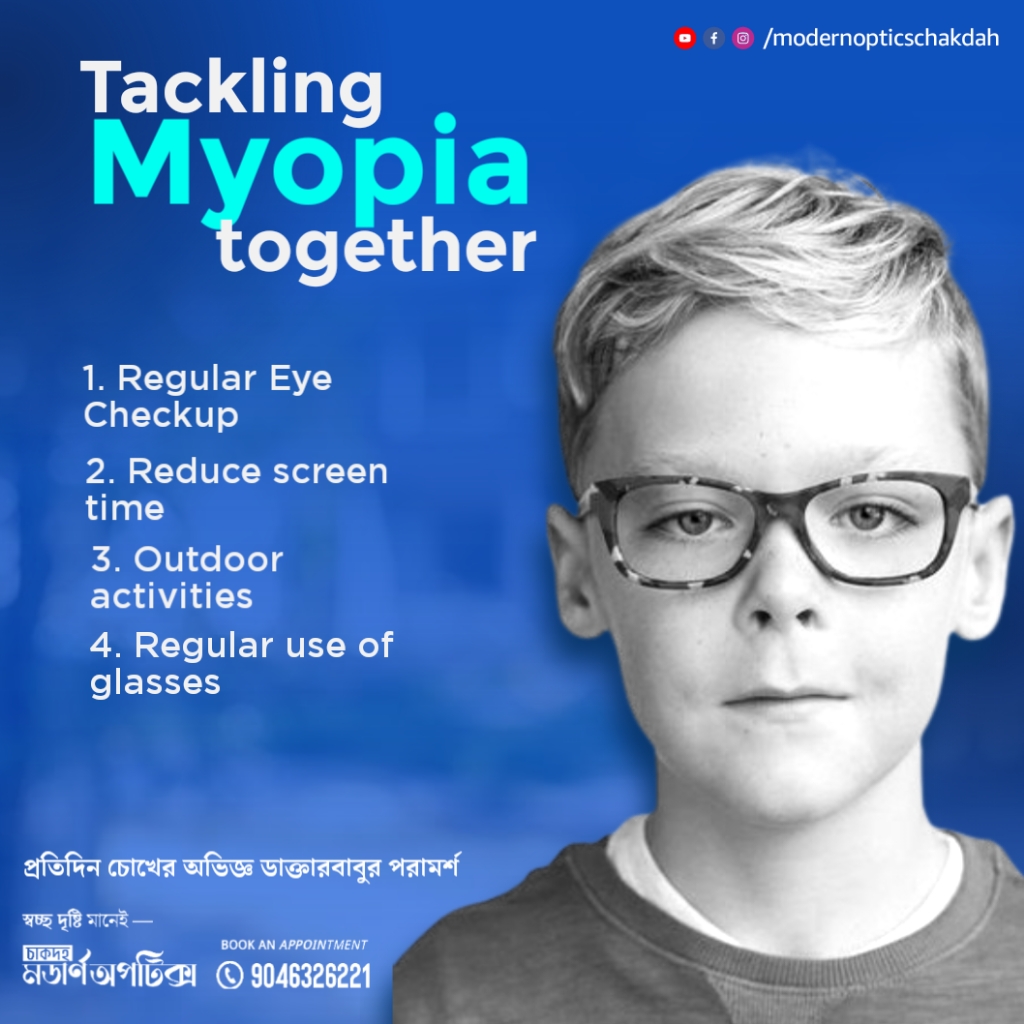 /modernopticschakdah
Tackling
Myopia
together
1. Regular Eye
Checkup
2. Reduce screen
time
3. Outdoor
activities
4. Regular use of
glasses
প্রতিদিন চোখের অভিজ্ঞ ডাক্তারবাবুর পরামর্শ
স্বচ্ছ দৃষ্টি মানেই —
চাকদহ
মডার্ণ অপটিক্স
BOOK AN APPOINTMENT
9046326221